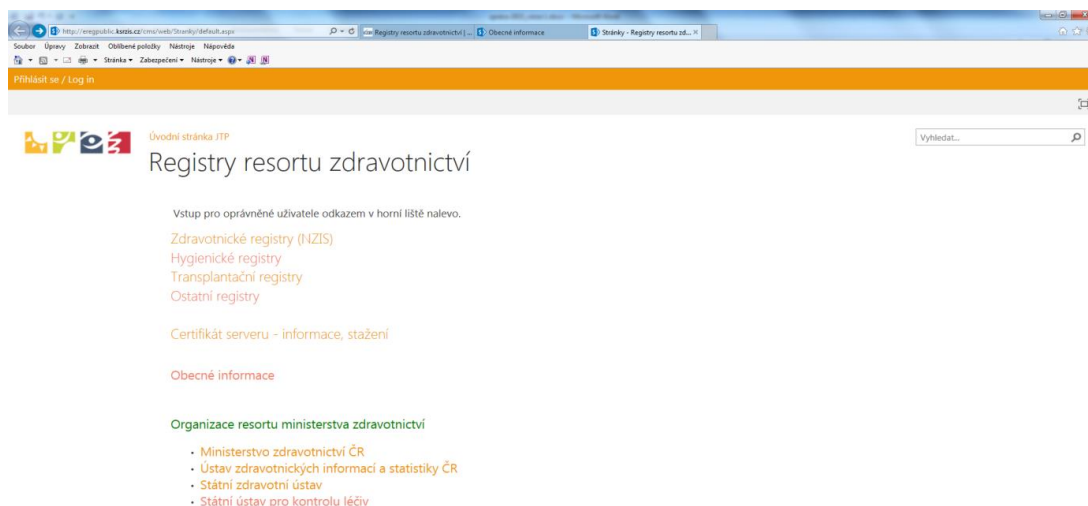 http://eregpublic.ksrzis.cz/cms/web/Stranky/default.aspx
Registry resortu zdravotnictví | ...
Obecné informace
Stránky - Registry resortu zd...
Soubor Úpravy Zobrazit Oblíbené položky Nástroje Nápověda
Stránka Zabezpečení Nástroje
Přihlásit se / Log in
Úvodní stránka JTP
Vyhledat...
Registry resortu zdravotnictví
Vstup pro oprávněné uživatele odkazem v horní liště nalevo.
Zdravotnické registry (NZIS)
Hygienické registry
Transplantační registry
Ostatní registry
Certifikát serveru - informace, stažení
Obecné informace
Organizace resortu ministerstva zdravotnictví
• Ministerstvo zdravotnictví ČR
• Ústav zdravotnických informací a statistiky ČR
• Státní zdravotní ústav
• Státní ústav pro kontrolu léčiv